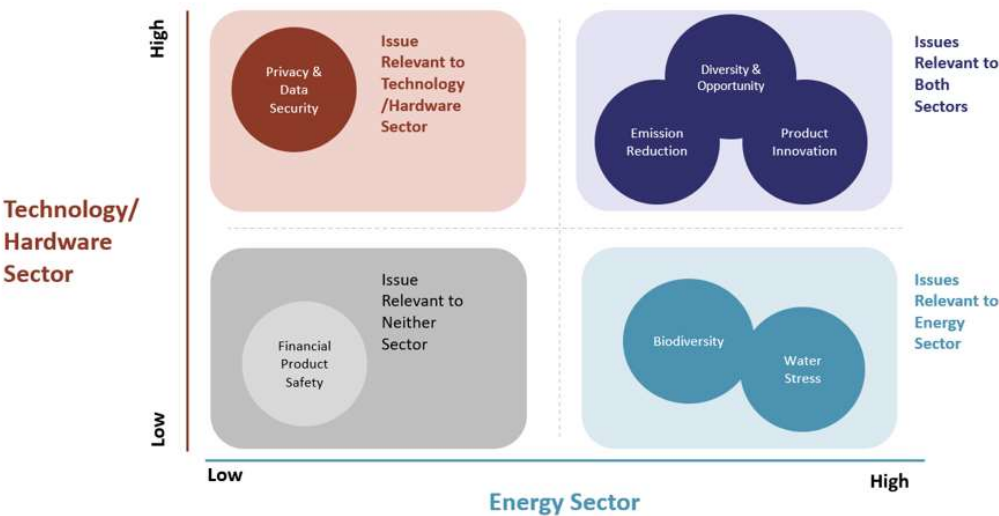 High
Privacy &
Data
Security
Issue
Relevant to
Technology
/Hardware
Sector
Diversity &
Opportunity
Emission
Reduction
Product
Innovation
Issues
Relevant to
Both
Sectors
Technology/
Hardware
Sector
Financial
Product
Safety
Issue
Relevant to
Neither
Sector
Biodiversity
Water
Stress
Issues
Relevant to
Energy
Sector
Low
Low
High
Energy Sector